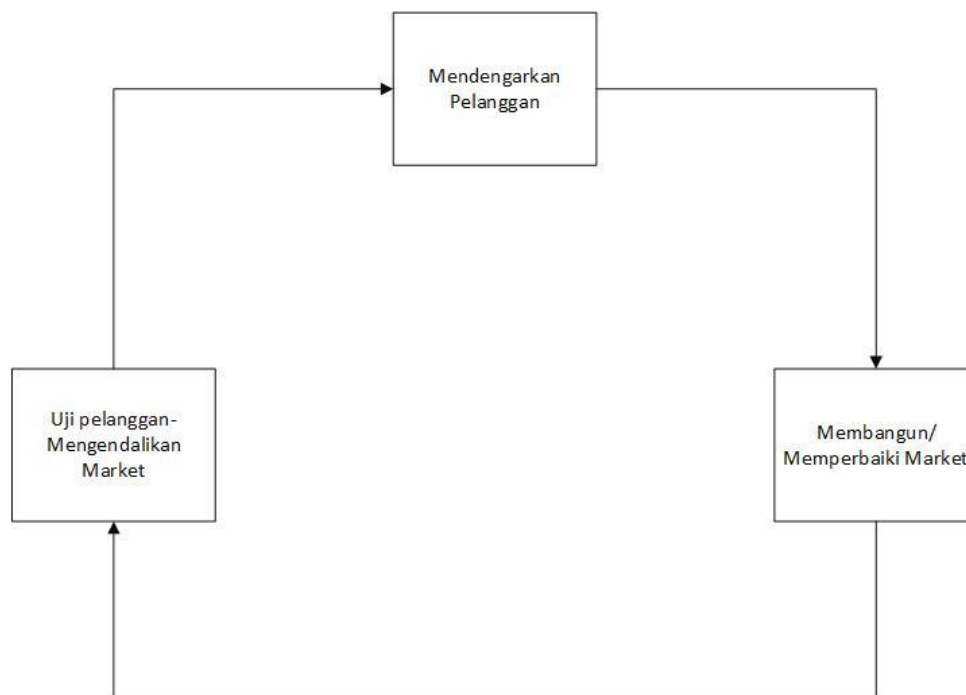 Mendengarkan
Pelanggan
Uji pelanggan-
Mengendalikan
Market
Membangun/
Memperbaiki Market